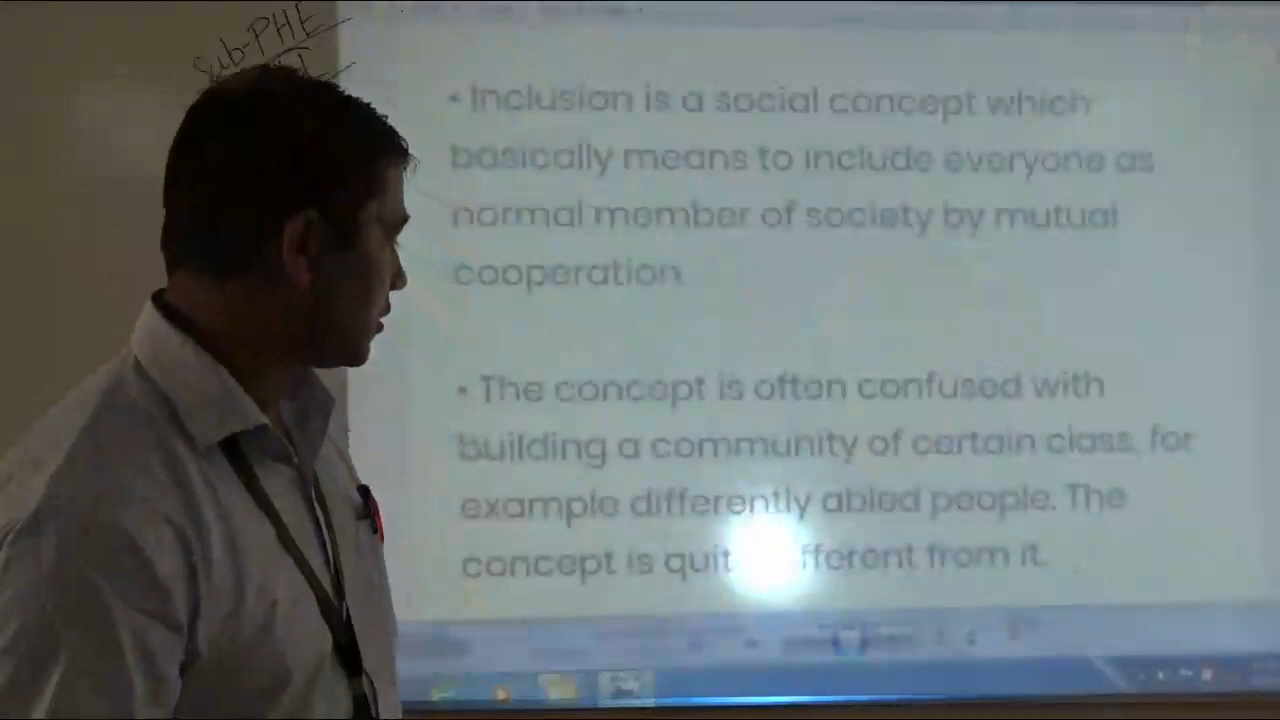 Sub-PHE
• Inclusion is a social concept which
basically means to include everyone as
normal member of society by mutual
cooperation
• The concept is often confused with
building a community of certain class, for
example differently abled people. The
concept is quit fferent from it.